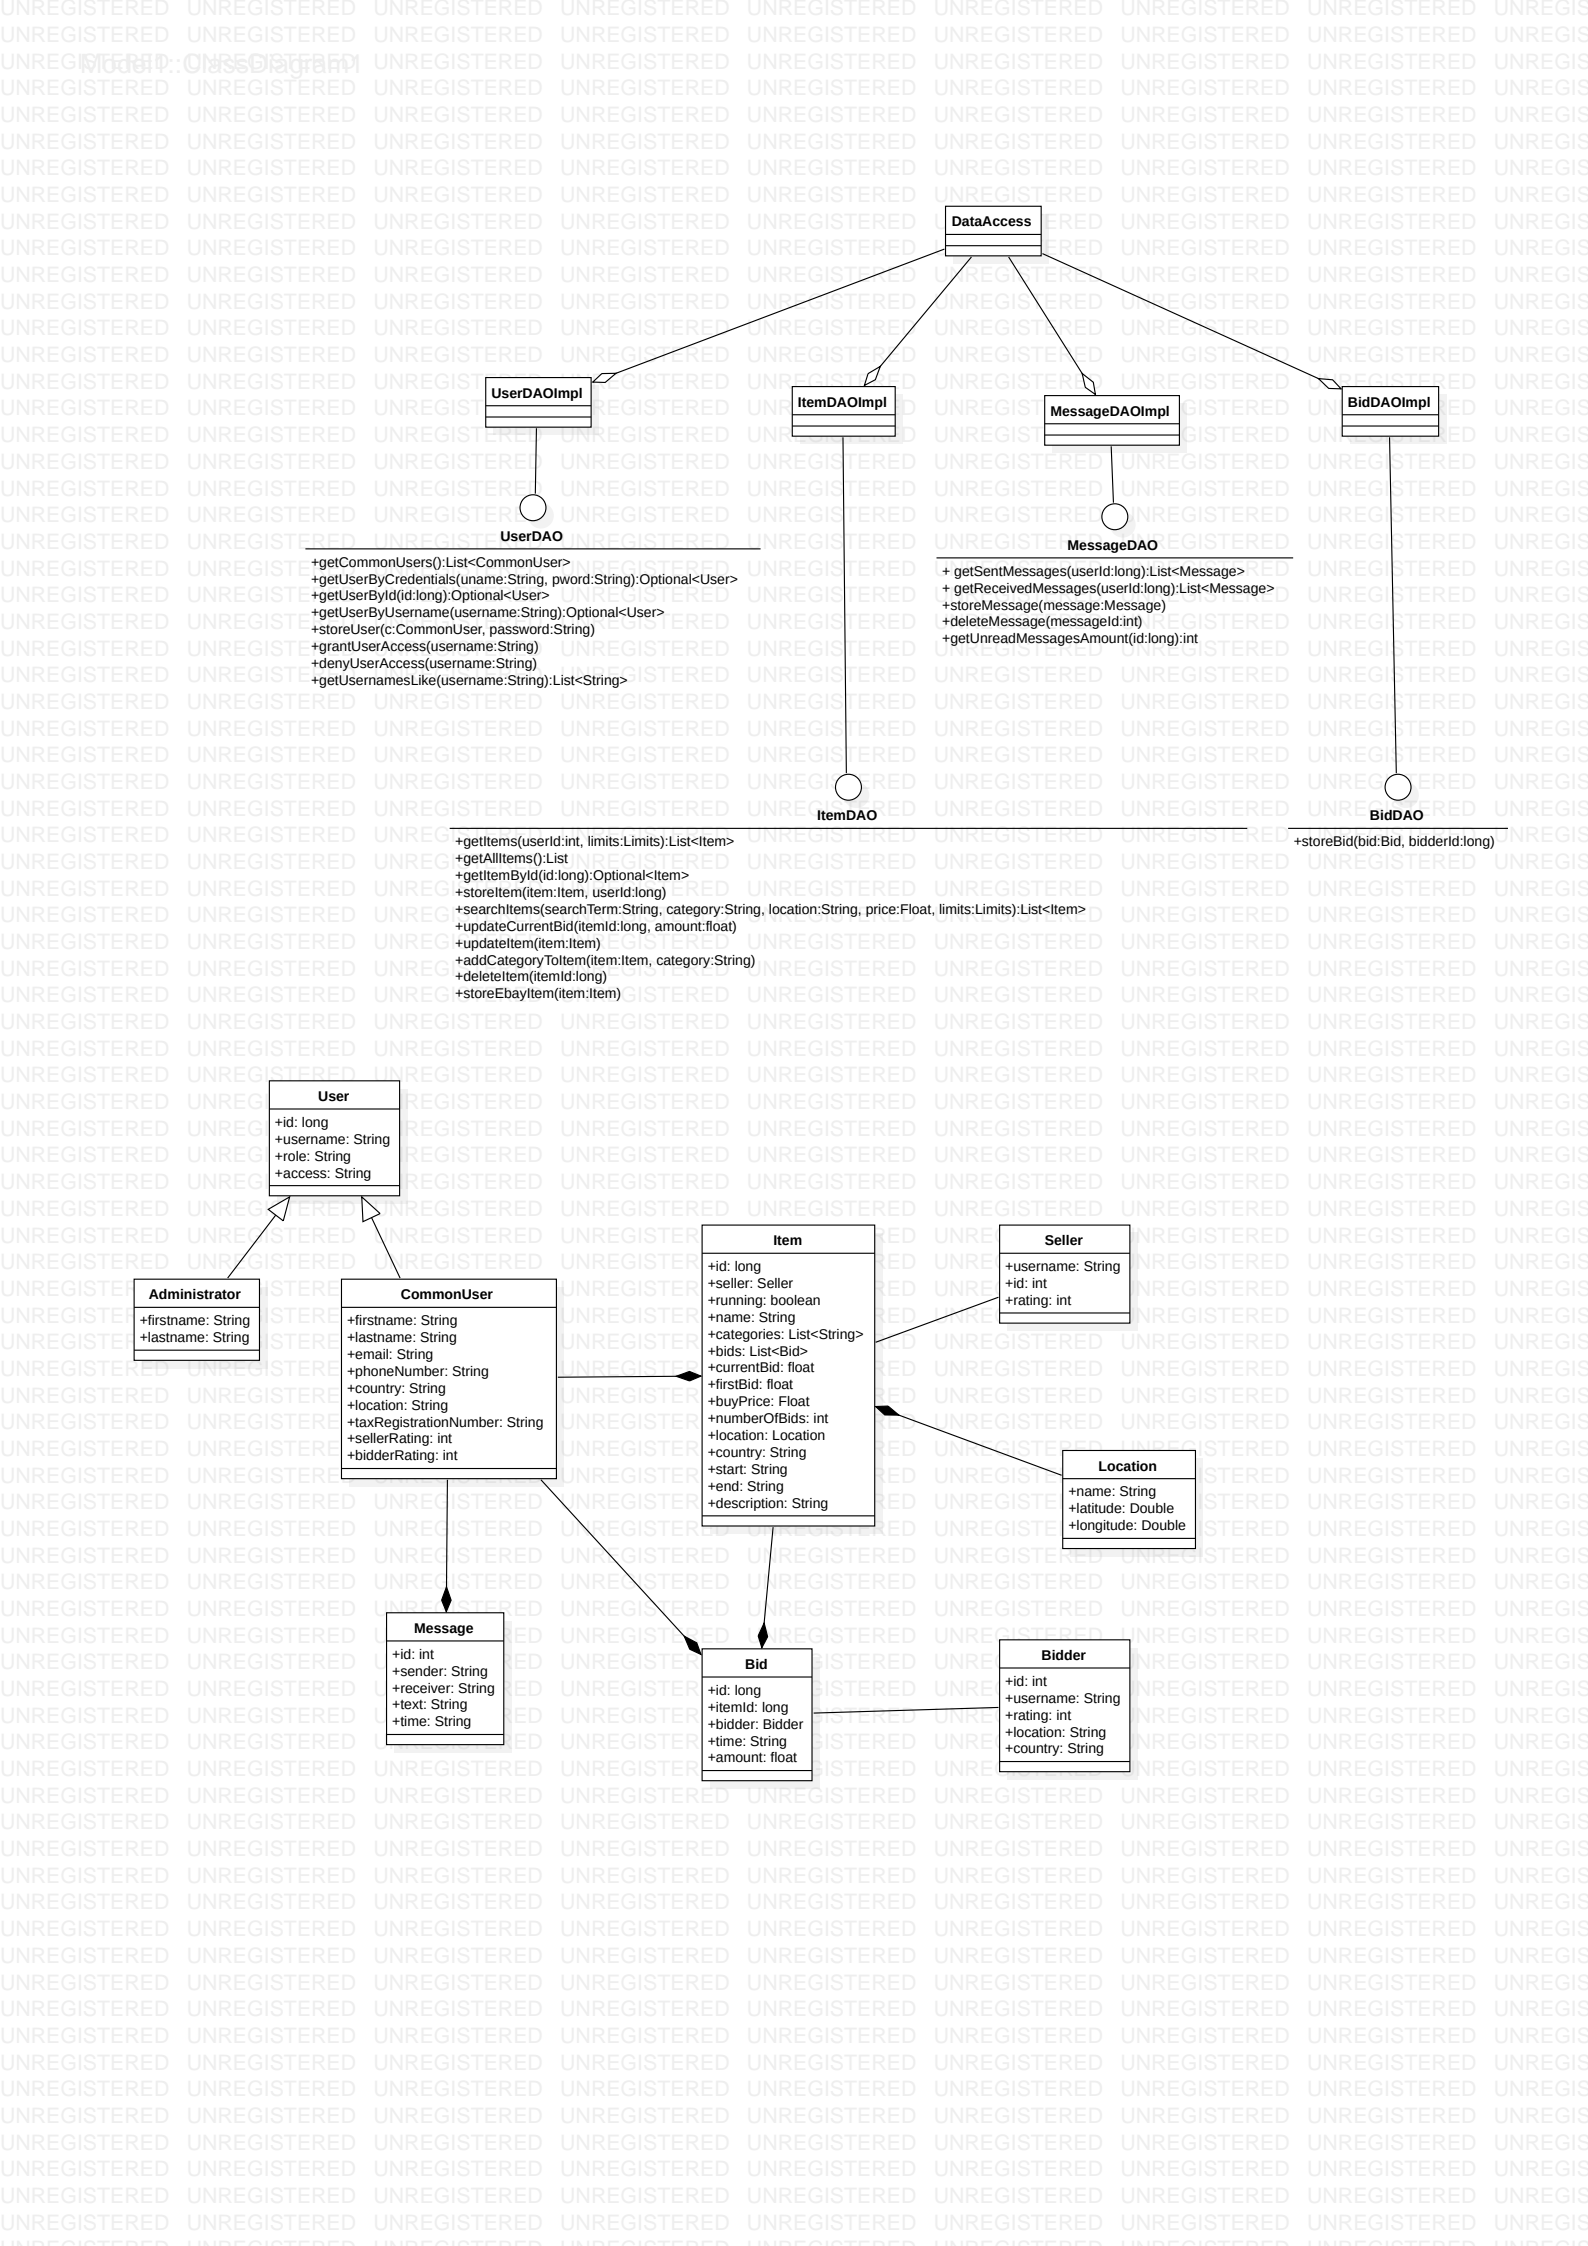 Model1::ClassDiagram1
DataAccess
UserDAOImpl
ItemDAOImpl
MessageDAOImpl
BidDAOImpl
UserDAO
+getCommonUsers():List<CommonUser>
+getUserByCredentials(uname:String, pword:String):Optional<User>
+getUserById(id:long):Optional<User>
+getUserByUsername(username:String):Optional<User>
+storeUser(c:CommonUser, password:String)
+grantUserAccess(username:String)
+denyUserAccess(username:String)
+getUsernamesLike(username:String):List<String>
MessageDAO
+ getSentMessages(userId:long):List<Message>
+ getReceivedMessages(userId:long):List<Message>
+storeMessage(message:Message)
+deleteMessage(messageId:int)
+getUnreadMessagesAmount(id:long):int
ItemDAO
+getItems(userId:int, limits:Limits):List<Item>
+getAllItems():List
+getItemById(id:long):Optional<Item>
+storeItem(item:Item, userId:long)
+searchItems(searchTerm:String, category:String, location:String, price:Float, limits:Limits):List<Item>
+updateCurrentBid(itemId:long, amount:float)
+updateItem(item:Item)
+addCategoryToItem(item:Item, category:String)
+deleteItem(itemId:long)
+storeEbayItem(item:Item)
BidDAO
+storeBid(bid:Bid, bidderId:long)
User
+id: long
+username: String
+role: String
+access: String
Administrator
+firstname: String
+lastname: String
CommonUser
+firstname: String
+lastname: String
+email: String
+phoneNumber: String
+country: String
+location: String
+taxRegistrationNumber: String
+sellerRating: int
+bidderRating: int
Item
+id: long
+seller: Seller
+running: boolean
+name: String
+categories: List<String>
+bids: List<Bid>
+currentBid: float
+firstBid: float
+buyPrice: Float
+numberOfBids: int
+location: Location
+country: String
+start: String
+end: String
+description: String
Seller
+username: String
+id: int
+rating: int
Location
+name: String
+latitude: Double
+longitude: Double
Message
+id: int
+sender: String
+receiver: String
+text: String
+time: String
Bid
+id: long
+itemId: long
+bidder: Bidder
+time: String
+amount: float
Bidder
+id: int
+username: String
+rating: int
+location: String
+country: String
UNREGISTERED